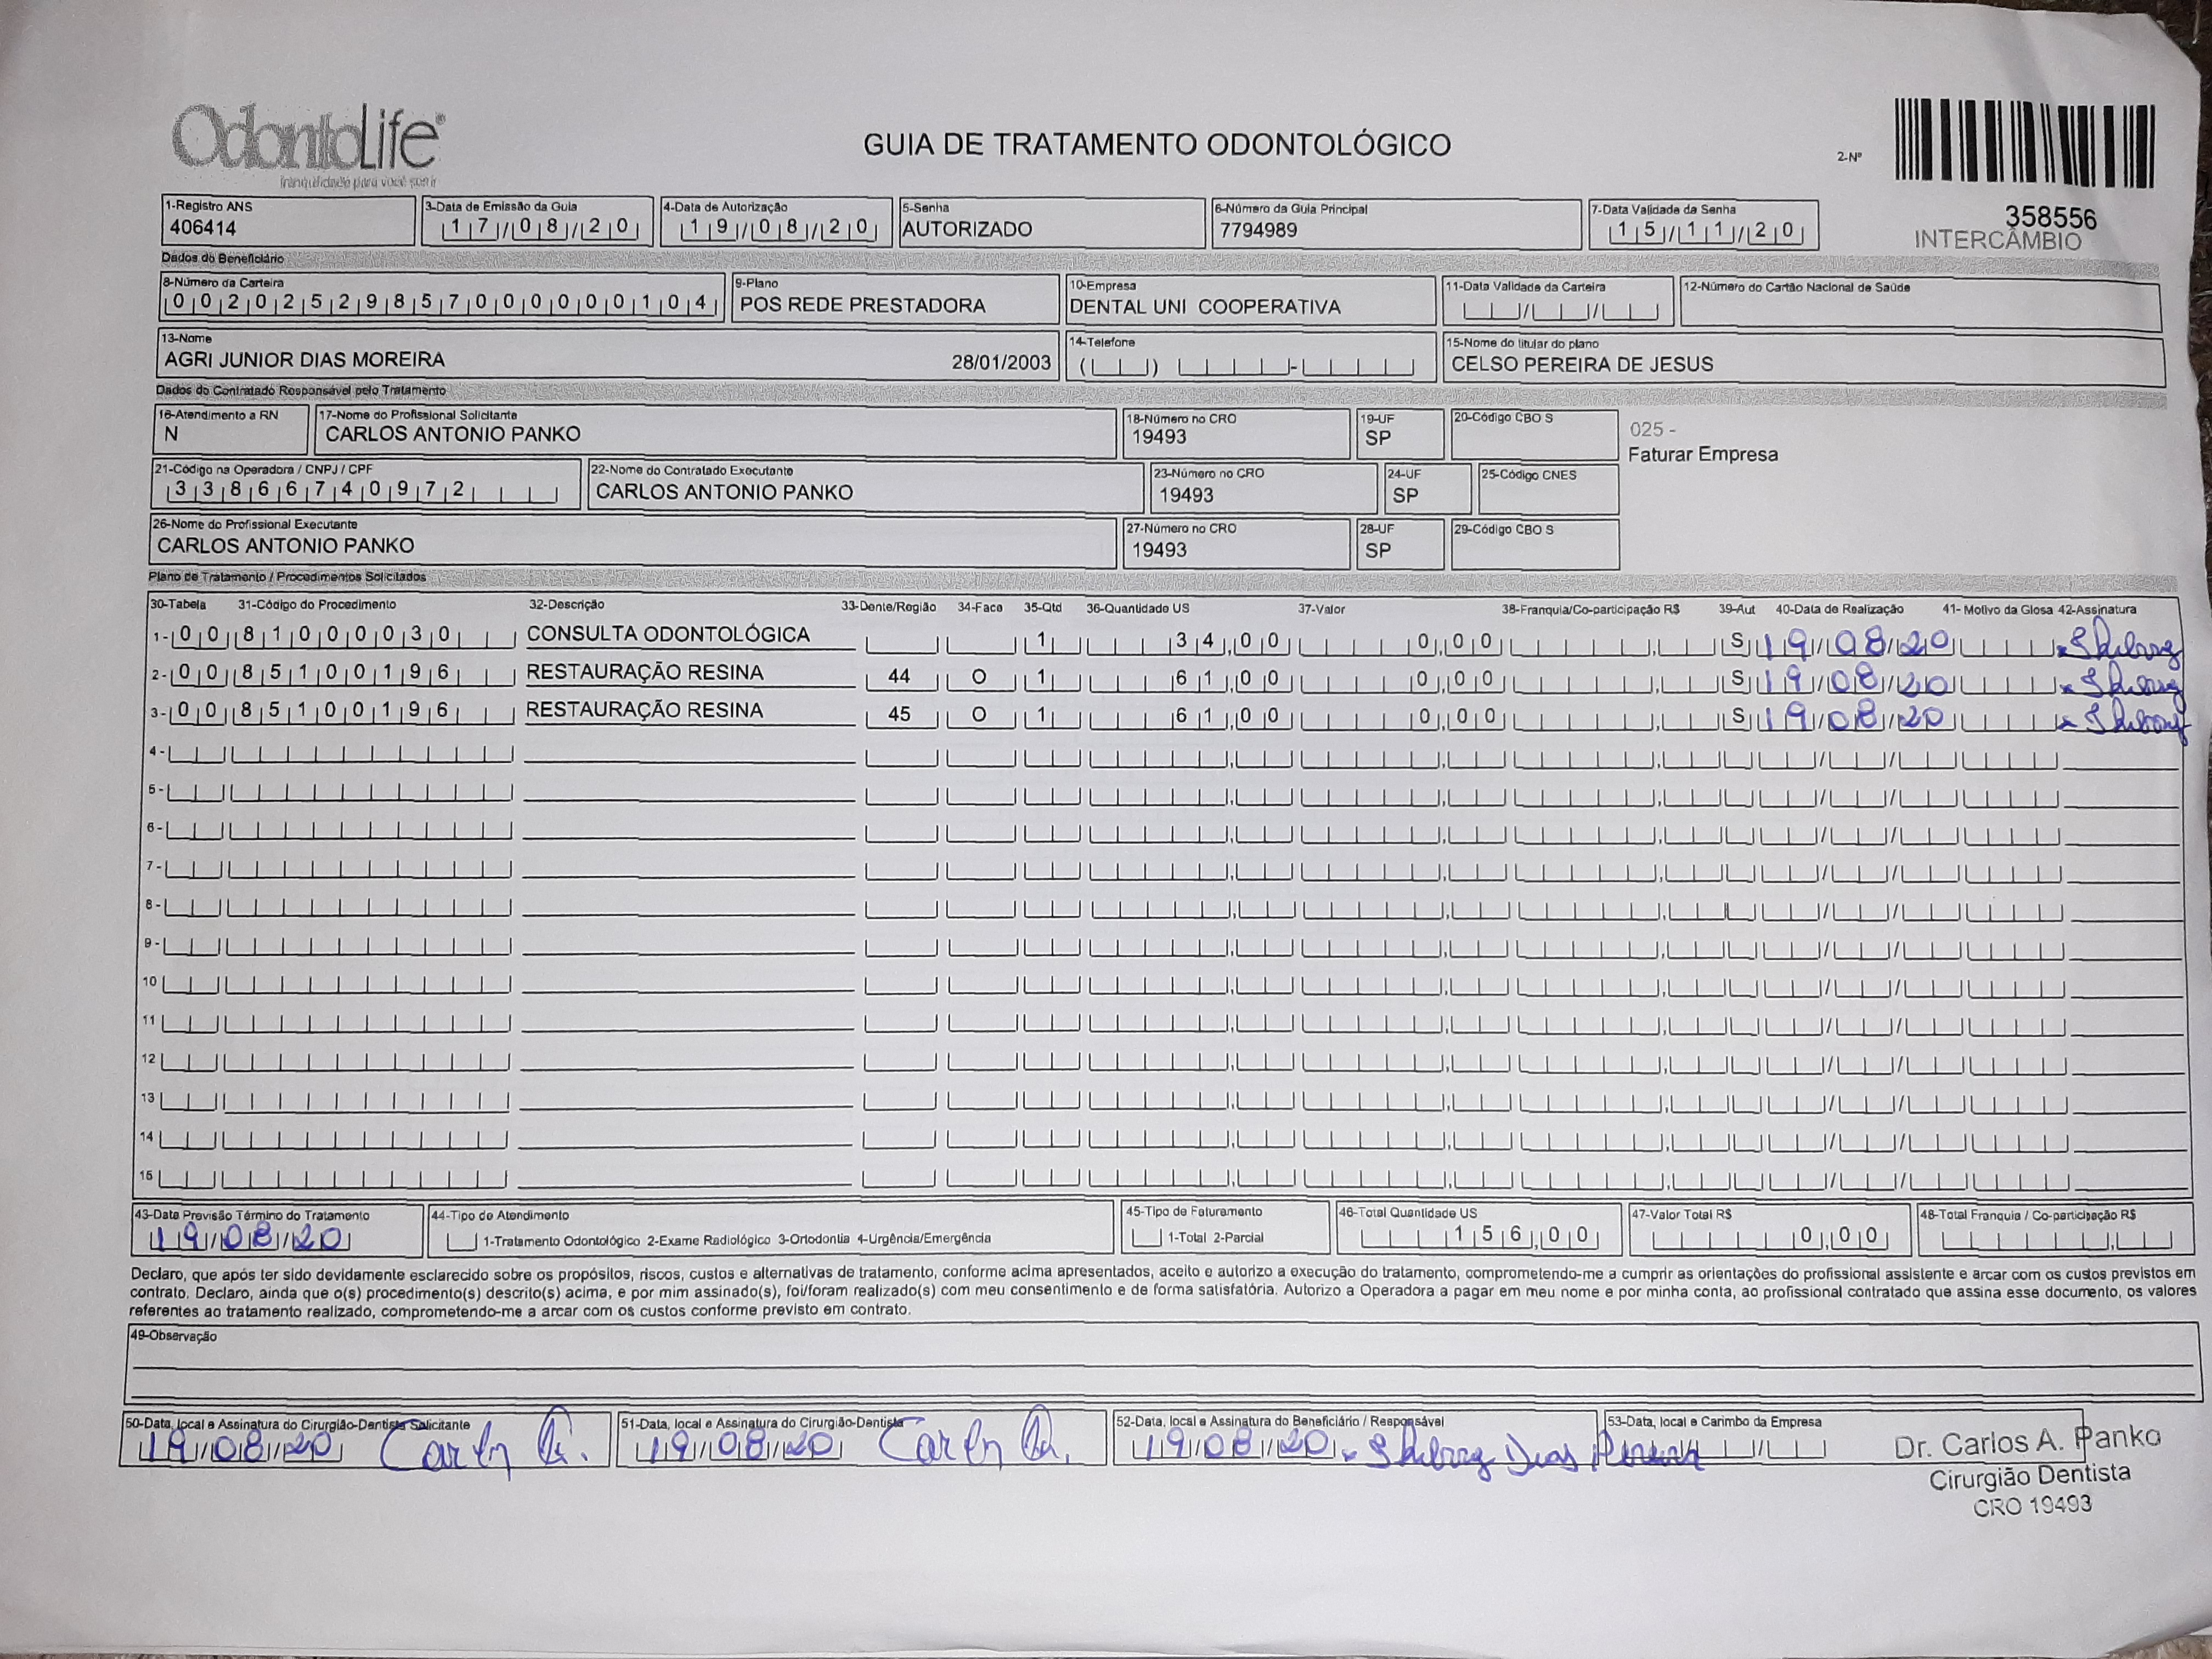 OdontoLife®
tranquilidade para você sorrir
GUIA DE TRATAMENTO ODONTOLÓGICO
2-Nº
358556
INTERCÂMBIO
1-Registro ANS
406414
3-Data de Emissão da Guia
17/08/20
4-Data de Autorização
19/08/20
5-Senha
AUTORIZADO
6-Número da Guia Principal
7794989
7-Data Validade da Senha
15/11/20
Dados do Beneficiário
8-Número da Carteira
00202529857000000104
9-Plano
POS REDE PRESTADORA
10-Empresa
DENTAL UNI COOPERATIVA
11-Data Validade da Carteira
12-Número do Cartão Nacional de Saúde
13-Nome
AGRI JUNIOR DIAS MOREIRA 28/01/2003
14-Telefone
15-Nome do titular do plano
CELSO PEREIRA DE JESUS
Dados do Contratado Responsável pelo Tratamento
16-Atendimento a RN
N
17-Nome do Profissional Solicitante
CARLOS ANTONIO PANKO
18-Número no CRO
19493
19-UF
SP
20-Código CBO S
025 -
Faturar Empresa
21-Código na Operadora / CNPJ / CPF
33866740972
22-Nome do Contratado Executante
CARLOS ANTONIO PANKO
23-Número no CRO
19493
24-UF
SP
25-Código CNES
26-Nome do Profissional Executante
CARLOS ANTONIO PANKO
27-Número no CRO
19493
28-UF
SP
29-Código CBO S
Plano de Tratamento / Procedimentos Solicitados
30-Tabela 31-Código do Procedimento 32-Descrição 33-Dente/Região 34-Face 35-Qtd 36-Quantidade US 37-Valor 38-Franquia/Co-participação R$ 39-Aut 40-Data de Realização 41- Motivo da Glosa 42-Assinatura
1- 00 81000030 CONSULTA ODONTOLÓGICA 1 34,00 0,00 S 19/08/20
2- 00 85100196 RESTAURAÇÃO RESINA 44 O 1 61,00 0,00 S 19/08/20
3- 00 85100196 RESTAURAÇÃO RESINA 45 O 1 61,00 0,00 S 19/08/20
4-
5-
6-
7-
8-
9-
10
11
12
13
14
15
43-Data Previsão Término do Tratamento
19/08/20
44-Tipo de Atendimento
1-Tratamento Odontológico 2-Exame Radiológico 3-Ortodontia 4-Urgência/Emergência
45-Tipo de Faturamento
1-Total 2-Parcial
46-Total Quantidade US
156,00
47-Valor Total R$
0,00
48-Total Franquia / Co-participação R$
Declaro, que após ter sido devidamente esclarecido sobre os propósitos, riscos, custos e alternativas de tratamento, conforme acima apresentados, aceito e autorizo a execução do tratamento, comprometendo-me a cumprir as orientações do profissional assistente e arcar com os custos previstos em
contrato. Declaro, ainda que o(s) procedimento(s) descrito(s) acima, e por mim assinado(s), foi/foram realizado(s) com meu consentimento e de forma satisfatória. Autorizo a Operadora a pagar em meu nome e por minha conta, ao profissional contratado que assina esse documento, os valores
referentes ao tratamento realizado, comprometendo-me a arcar com os custos conforme previsto em contrato.
49-Observação
50-Data, local e Assinatura do Cirurgião-Dentista Solicitante
19/08/20
51-Data, local e Assinatura do Cirurgião-Dentista
19/08/20
52-Data, local e Assinatura do Beneficiário / Responsável
19/08/20 Dias
53-Data, local e Carimbo da Empresa
Dr. Carlos A. Panko
Cirurgião Dentista
CRO 19493